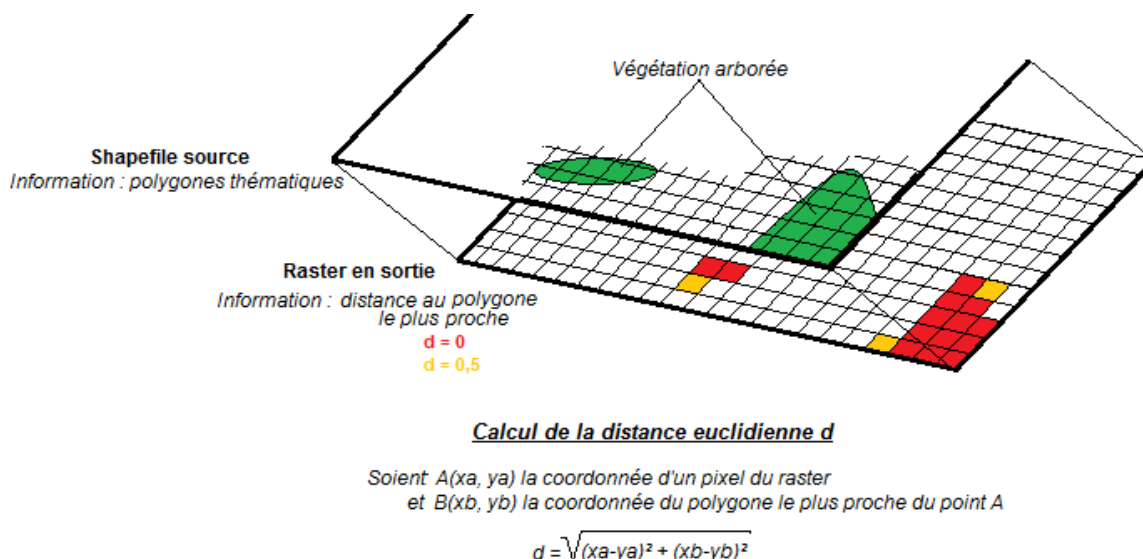 Végétation arborée
Shapefile source
Information : polygones thématiques
Raster en sortie
Information : distance au polygone
le plus proche
d = 0
d = 0,5
Calcul de la distance euclidienne d
Soient A(xa, ya) la coordonnée d'un pixel du raster
et B(xb, yb) la coordonnée du polygone le plus proche du point A
d = √(xa-ya)² + (xb-yb)²